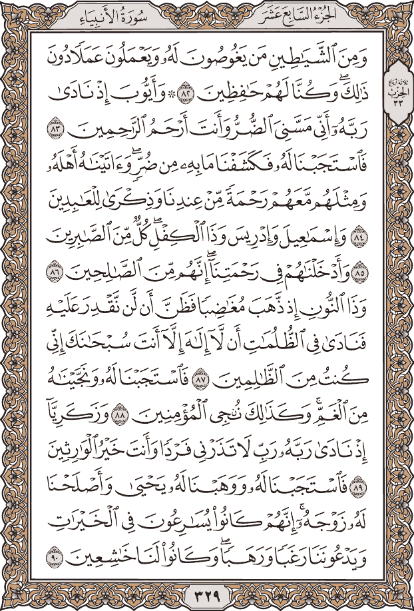 الجزء السابع عشر
سورة الأنبياء
وَمِنَ ٱلشَّيَٰطِينِ مَن يَغُوصُونَ لَهُۥ وَيَعْمَلُونَ عَمَلًا دُونَ
ذَٰلِكَ ۖ وَكُنَّا لَهُمْ حَٰفِظِينَ ٨٢ ۞ وَأَيُّوبَ إِذْ نَادَىٰ
رَبَّهُۥٓ أَنِّى مَسَّنِىَ ٱلضُّرُّ وَأَنتَ أَرْحَمُ ٱلرَّٰحِمِينَ ٨٣
فَٱسْتَجَبْنَا لَهُۥ فَكَشَفْنَا مَا بِهِۦ مِن ضُرٍّ ۖ وَءَاتَيْنَٰهُ أَهْلَهُۥ
وَمِثْلَهُم مَّعَهُمْ رَحْمَةً مِّنْ عِندِنَا وَذِكْرَىٰ لِلْعَٰبِدِينَ
٨٤ وَإِسْمَٰعِيلَ وَإِدْرِيسَ وَذَا ٱلْكِفْلِ ۖ كُلٌّ مِّنَ ٱلصَّٰبِرِينَ
٨٥ وَأَدْخَلْنَٰهُمْ فِى رَحْمَتِنَآ ۖ إِنَّهُم مِّنَ ٱلصَّٰلِحِينَ ٨٦
وَذَا ٱلنُّونِ إِذ ذَّهَبَ مُغَٰضِبًا فَظَنَّ أَن لَّن نَّقْدِرَ عَلَيْهِ
فَنَادَىٰ فِى ٱلظُّلُمَٰتِ أَن لَّآ إِلَٰهَ إِلَّآ أَنتَ سُبْحَٰنَكَ إِنِّى
كُنتُ مِنَ ٱلظَّٰلِمِينَ ٨٧ فَٱسْتَجَبْنَا لَهُۥ وَنَجَّيْنَٰهُ
مِنَ ٱلْغَمِّ ۚ وَكَذَٰلِكَ نُۨجِى ٱلْمُؤْمِنِينَ ٨٨ وَزَكَرِيَّآ
إِذْ نَادَىٰ رَبَّهُۥ رَبِّ لَا تَذَرْنِى فَرْدًا وَأَنتَ خَيْرُ ٱلْوَٰرِثِينَ
٨٩ فَٱسْتَجَبْنَا لَهُۥ وَوَهَبْنَا لَهُۥ يَحْيَىٰ وَأَصْلَحْنَا
لَهُۥ زَوْجَهُۥٓ ۚ إِنَّهُمْ كَانُوا۟ يُسَٰرِعُونَ فِى ٱلْخَيْرَٰتِ
وَيَدْعُونَنَا رَغَبًا وَرَهَبًا ۖ وَكَانُوا۟ لَنَا خَٰشِعِينَ ٩٠
٣٢٩
الحزب
٣٣